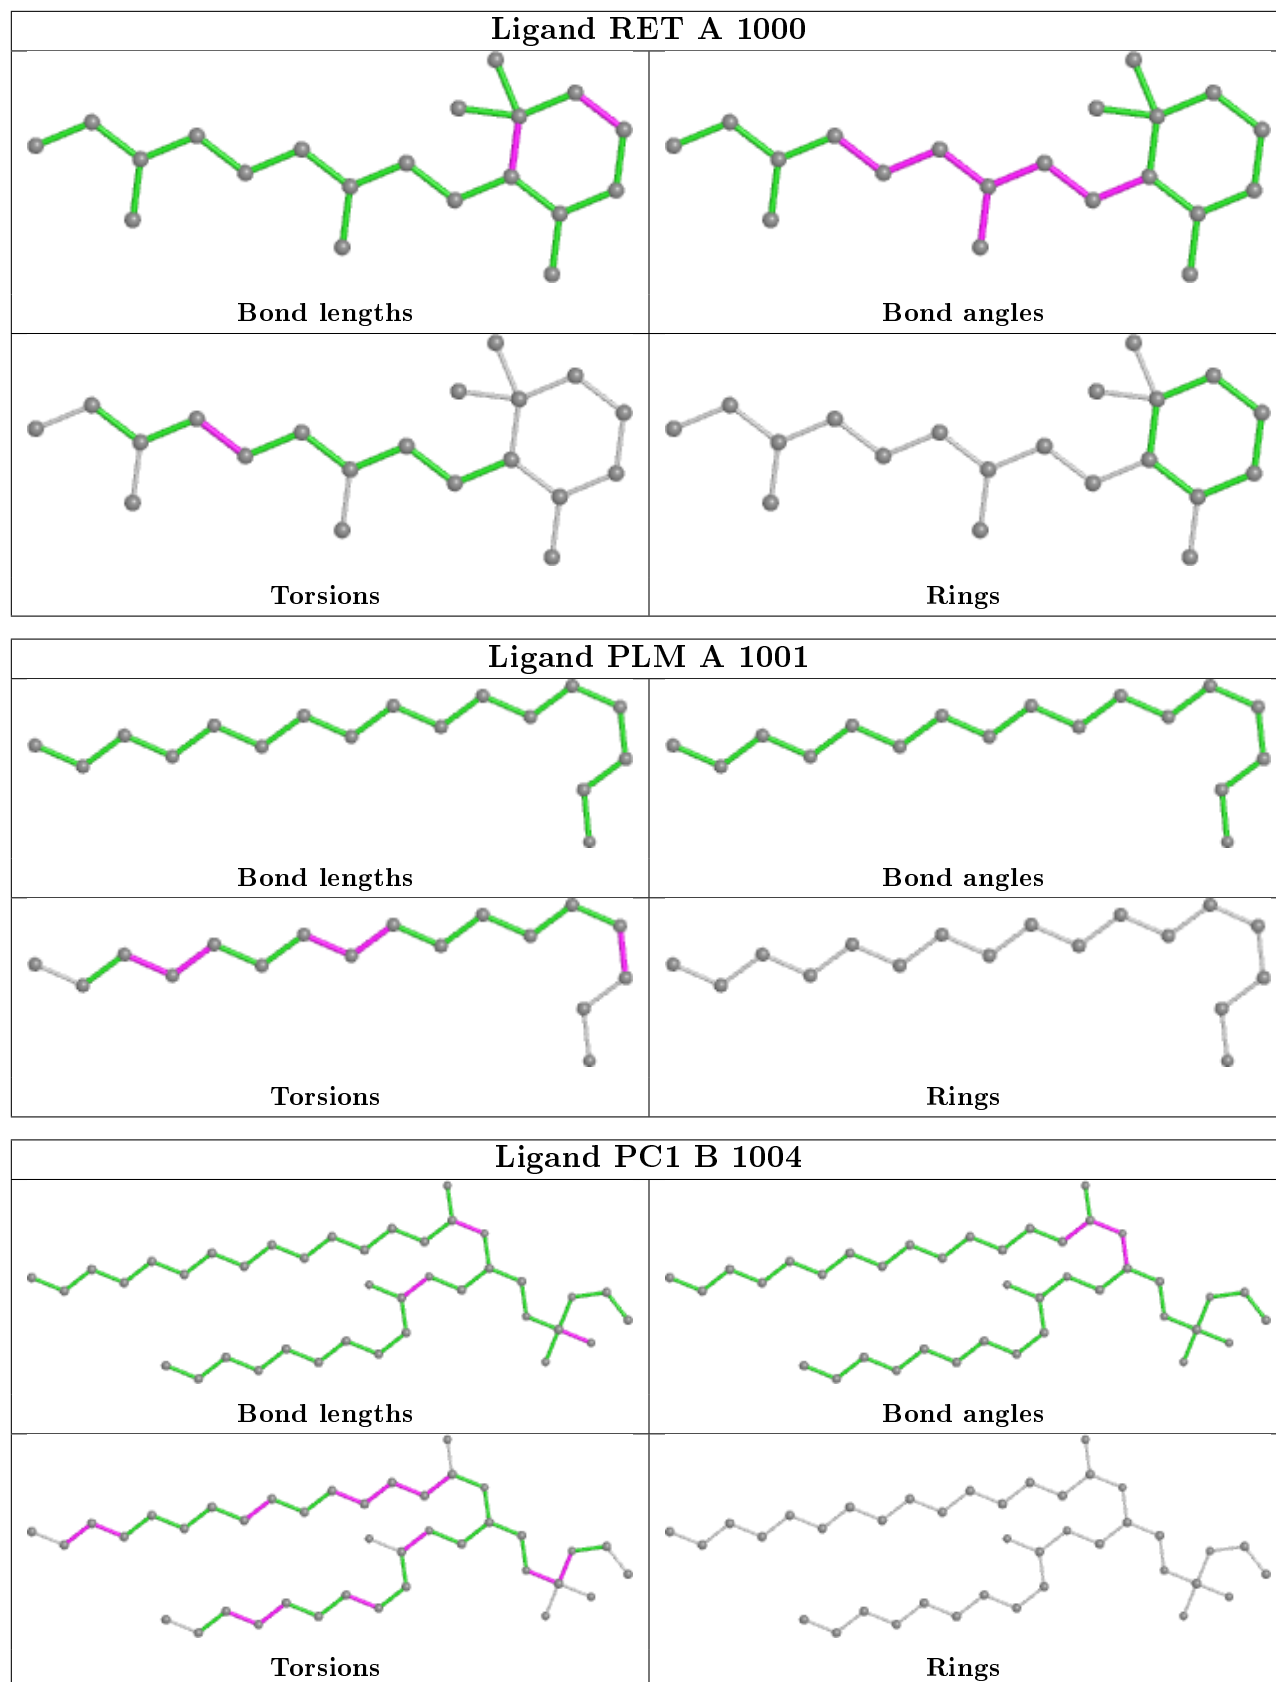 Ligand RET A 1000
Bond lengths
Bond angles
Torsions
Rings
Ligand PLM A 1001
Bond lengths
Bond angles
Torsions
Rings
Ligand PC1 B 1004
Bond lengths
Bond angles
Torsions
Rings